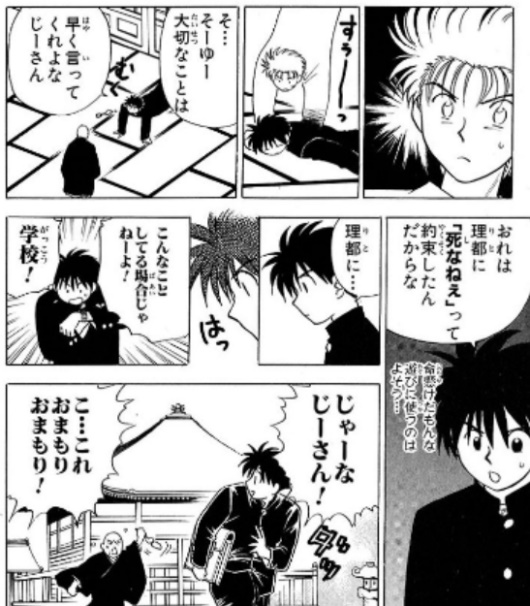 すぅーっ
そ…
そーゆー
大切なことは
むく
早く言って
くれよな
じーさん
おれは
理都に
「死なねぇ」って
約束したん
だからな
命懸けだもんな
遊びに使うのは
よそう…
理都に…
はっ
こんなこと
してる場合じゃ
ねーよ!
学校!
じゃーな
じーさん!
ダッ
こ…これ
おまもり
おまもり!